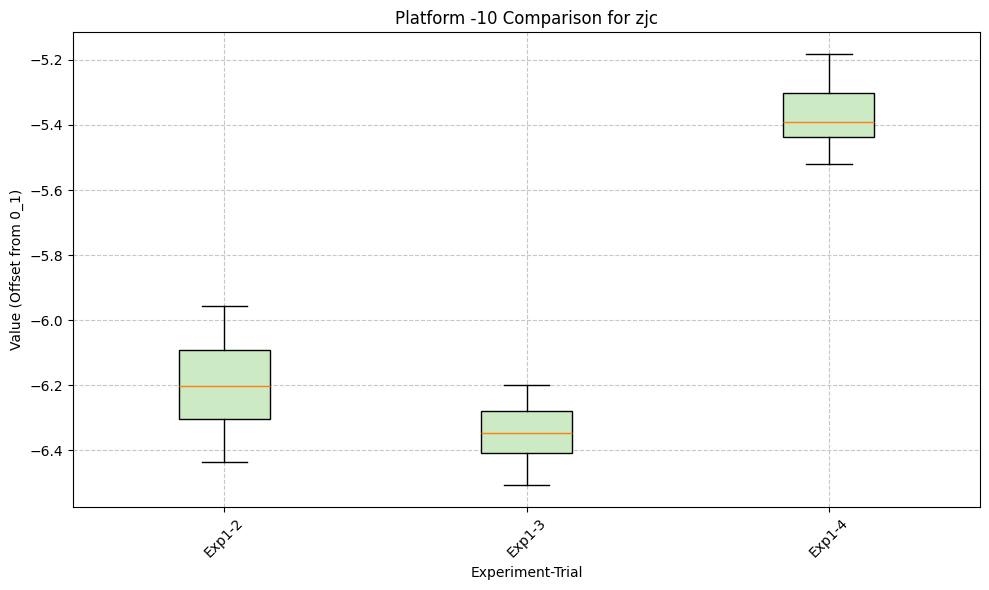 Platform -10 Comparison for zjc
Value (Offset from 0_1)
−5.2
−5.4
−5.6
−5.8
−6.0
−6.2
−6.4
Exp1-2
Exp1-3
Exp1-4
Experiment-Trial